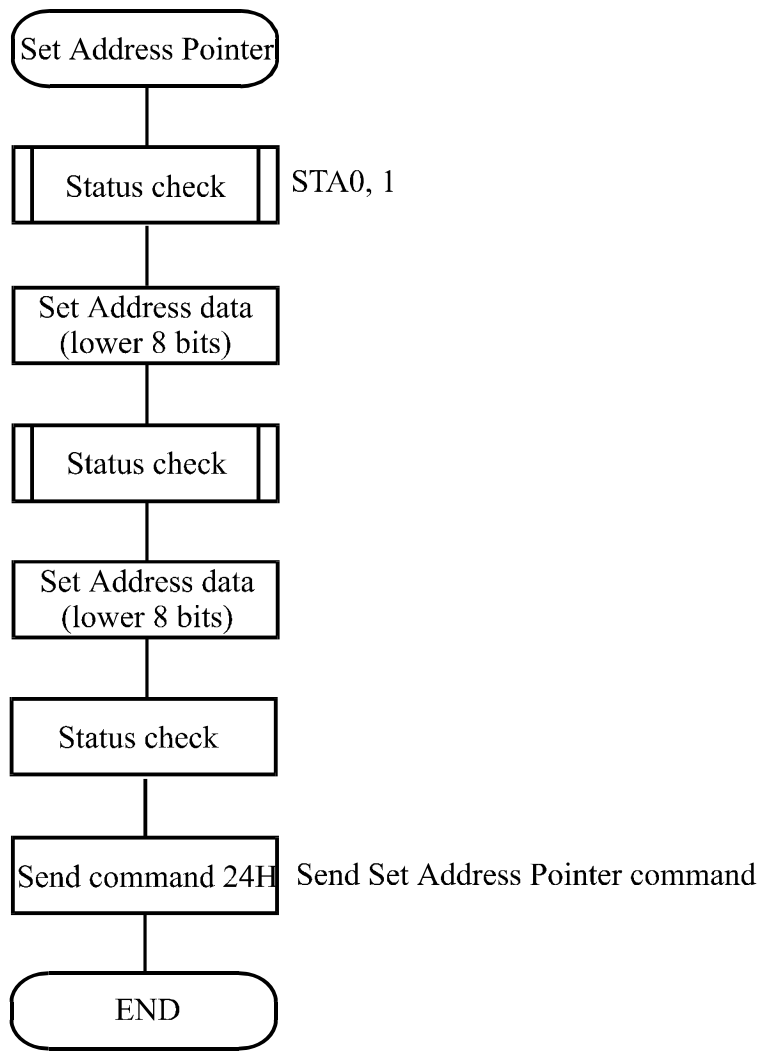 Set Address Pointer
Status check
STA0, 1
Set Address data
(lower 8 bits)
Status check
Set Address data
(lower 8 bits)
Status check
Send command 24H
Send Set Address Pointer command
END